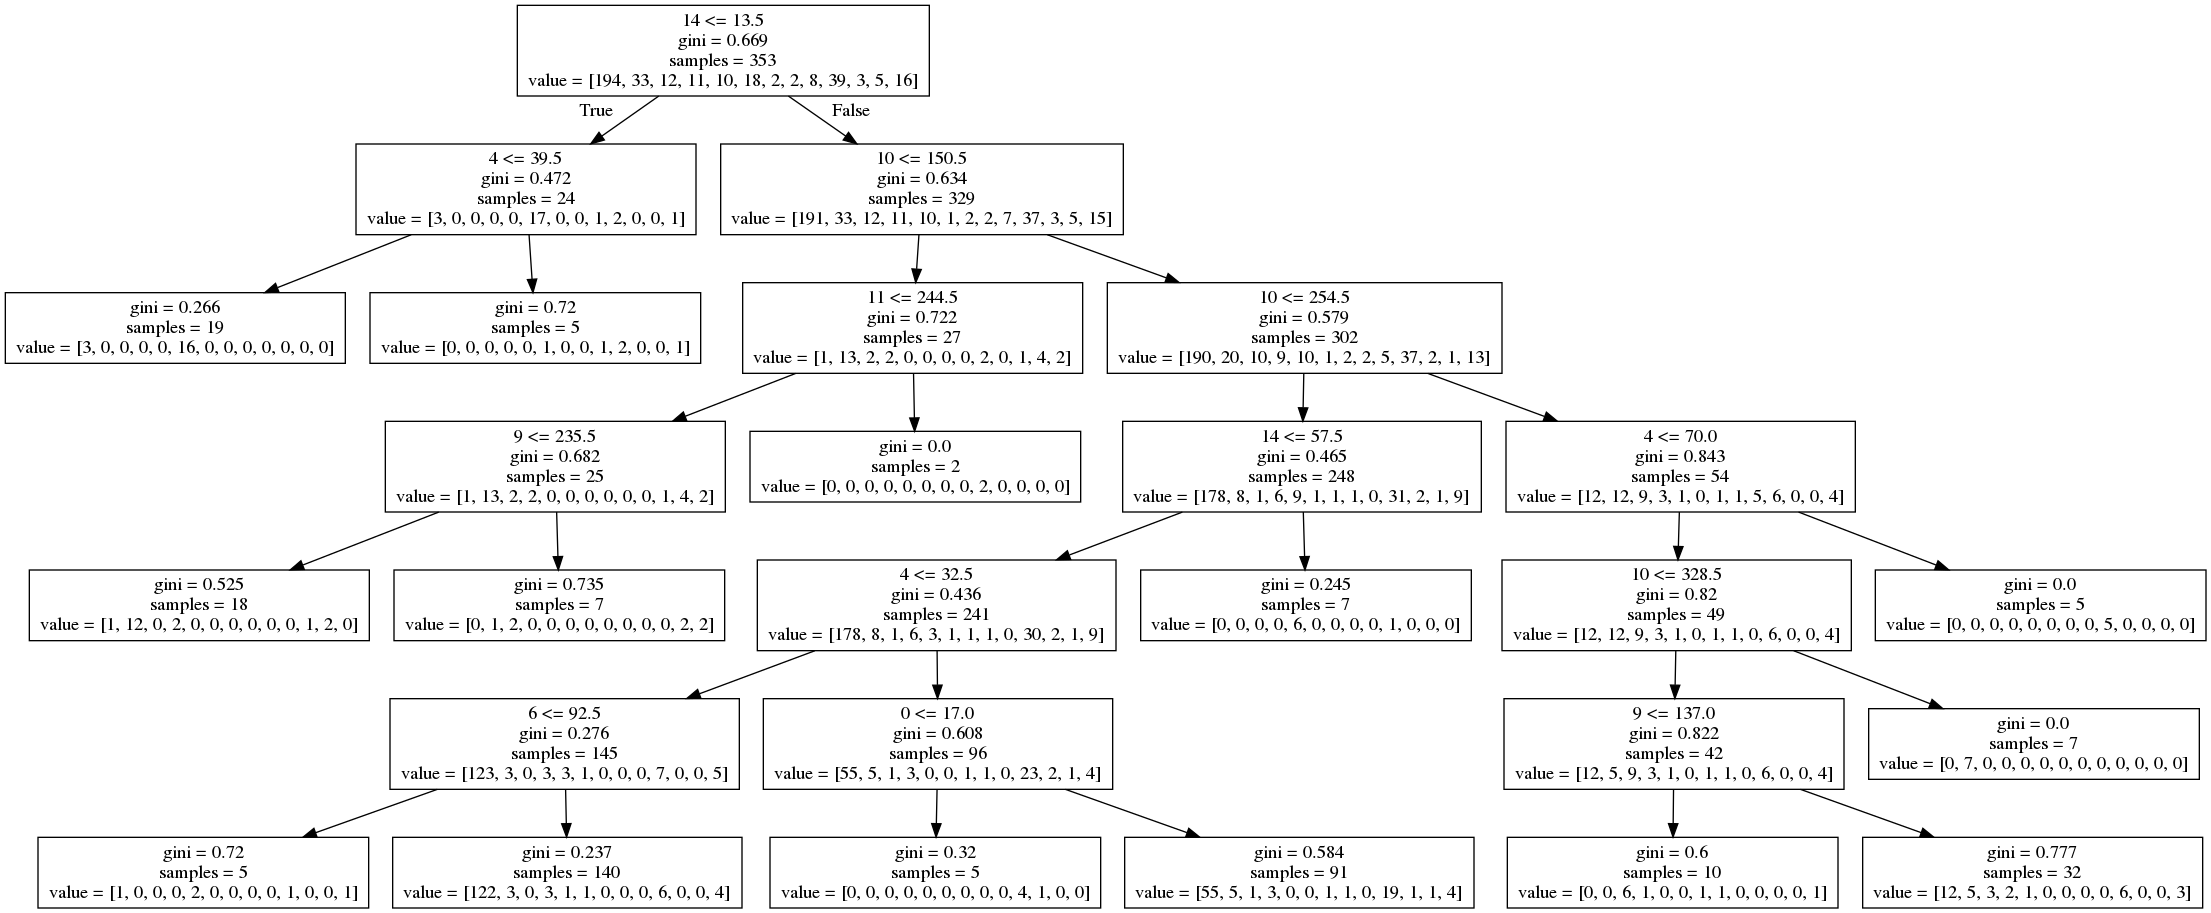 14 <= 13.5
gini = 0.669
samples = 353
value = [194, 33, 12, 11, 10, 18, 2, 2, 8, 39, 3, 5, 16]
True
False
4 <= 39.5
gini = 0.472
samples = 24
value = [3, 0, 0, 0, 0, 17, 0, 0, 1, 2, 0, 0, 1]
10 <= 150.5
gini = 0.634
samples = 329
value = [191, 33, 12, 11, 10, 1, 2, 2, 7, 37, 3, 5, 15]
gini = 0.266
samples = 19
value = [3, 0, 0, 0, 0, 16, 0, 0, 0, 0, 0, 0, 0]
gini = 0.72
samples = 5
value = [0, 0, 0, 0, 0, 1, 0, 0, 1, 2, 0, 0, 1]
11 <= 244.5
gini = 0.722
samples = 27
value = [1, 13, 2, 2, 0, 0, 0, 0, 2, 0, 1, 4, 2]
10 <= 254.5
gini = 0.579
samples = 302
value = [190, 20, 10, 9, 10, 1, 2, 2, 5, 37, 2, 1, 13]
9 <= 235.5
gini = 0.682
samples = 25
value = [1, 13, 2, 2, 0, 0, 0, 0, 0, 0, 1, 4, 2]
gini = 0.0
samples = 2
value = [0, 0, 0, 0, 0, 0, 0, 0, 2, 0, 0, 0, 0]
14 <= 57.5
gini = 0.465
samples = 248
value = [178, 8, 1, 6, 9, 1, 1, 1, 0, 31, 2, 1, 9]
4 <= 70.0
gini = 0.843
samples = 54
value = [12, 12, 9, 3, 1, 0, 1, 1, 5, 6, 0, 0, 4]
gini = 0.525
samples = 18
value = [1, 12, 0, 2, 0, 0, 0, 0, 0, 0, 1, 2, 0]
gini = 0.735
samples = 7
value = [0, 1, 2, 0, 0, 0, 0, 0, 0, 0, 0, 2, 2]
4 <= 32.5
gini = 0.436
samples = 241
value = [178, 8, 1, 6, 3, 1, 1, 1, 0, 30, 2, 1, 9]
gini = 0.245
samples = 7
value = [0, 0, 0, 0, 6, 0, 0, 0, 0, 1, 0, 0, 0]
10 <= 328.5
gini = 0.82
samples = 49
value = [12, 12, 9, 3, 1, 0, 1, 1, 0, 6, 0, 0, 4]
gini = 0.0
samples = 5
value = [0, 0, 0, 0, 0, 0, 0, 0, 5, 0, 0, 0, 0]
6 <= 92.5
gini = 0.276
samples = 145
value = [123, 3, 0, 3, 3, 1, 0, 0, 0, 7, 0, 0, 5]
0 <= 17.0
gini = 0.608
samples = 96
value = [55, 5, 1, 3, 0, 0, 1, 1, 0, 23, 2, 1, 4]
9 <= 137.0
gini = 0.822
samples = 42
value = [12, 5, 9, 3, 1, 0, 1, 1, 0, 6, 0, 0, 4]
gini = 0.0
samples = 7
value = [0, 7, 0, 0, 0, 0, 0, 0, 0, 0, 0, 0, 0]
gini = 0.72
samples = 5
value = [1, 0, 0, 0, 2, 0, 0, 0, 0, 1, 0, 0, 1]
gini = 0.237
samples = 140
value = [122, 3, 0, 3, 1, 1, 0, 0, 0, 6, 0, 0, 4]
gini = 0.32
samples = 5
value = [0, 0, 0, 0, 0, 0, 0, 0, 0, 4, 1, 0, 0]
gini = 0.584
samples = 91
value = [55, 5, 1, 3, 0, 0, 1, 1, 0, 19, 1, 1, 4]
gini = 0.6
samples = 10
value = [0, 0, 6, 1, 0, 0, 1, 1, 0, 0, 0, 0, 1]
gini = 0.777
samples = 32
value = [12, 5, 3, 2, 1, 0, 0, 0, 0, 6, 0, 0, 3]